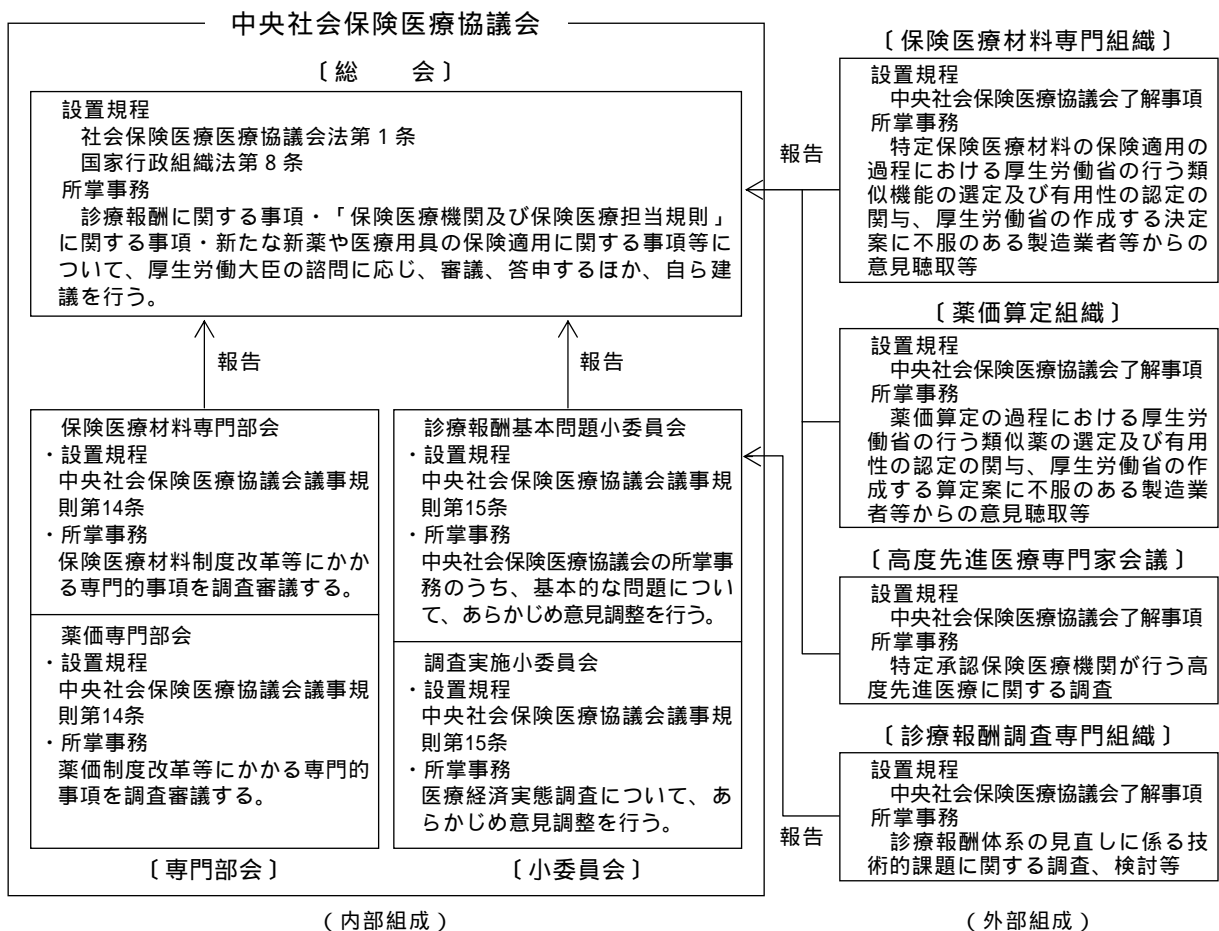 中央社会保険医療協議会
〔総　　会〕
設置規程
社会保険医療医療協議会法第１条
国家行政組織法第８条
所掌事務
診療報酬に関する事項・「保険医療機関及び保険医療担当規則」
に関する事項・新たな新薬や医療用具の保険適用に関する事項等に
ついて、厚生労働大臣の諮問に応じ、審議、答申するほか、自ら建
議を行う。
報告
報告
保険医療材料専門部会
・設置規程
中央社会保険医療協議会議事規
則第14条
・所掌事務
保険医療材料制度改革等にかか
る専門的事項を調査審議する。
薬価専門部会
・設置規程
中央社会保険医療協議会議事規
則第14条
・所掌事務
薬価制度改革等にかかる専門的
事項を調査審議する。
〔専門部会〕
診療報酬基本問題小委員会
・設置規程
中央社会保険医療協議会議事規
則第15条
・所掌事務
中央社会保険医療協議会の所掌事
務のうち、基本的な問題につい
て、あらかじめ意見調整を行う。
調査実施小委員会
・設置規程
中央社会保険医療協議会議事規
則第15条
・所掌事務
医療経済実態調査について、あ
らかじめ意見調整を行う。
〔小委員会〕
（内部組成）
報告
報告
〔保険医療材料専門組織〕
設置規程
中央社会保険医療協議会了解事項
所掌事務
特定保険医療材料の保険適用の
過程における厚生労働省の行う類
似機能の選定及び有用性の認定の
関与、厚生労働省の作成する決定
案に不服のある製造業者等からの
意見聴取等
〔薬価算定組織〕
設置規程
中央社会保険医療協議会了解事項
所掌事務
薬価算定の過程における厚生労
働省の行う類似薬の選定及び有用
性の認定の関与、厚生労働省の作
成する算定案に不服のある製造業
者等からの意見聴取等
〔高度先進医療専門家会議〕
設置規程
中央社会保険医療協議会了解事項
所掌事務
特定承認保険医療機関が行う高
度先進医療に関する調査
〔診療報酬調査専門組織〕
設置規程
中央社会保険医療協議会了解事項
所掌事務
診療報酬体系の見直しに係る技
術的課題に関する調査、検討等
（外部組成）